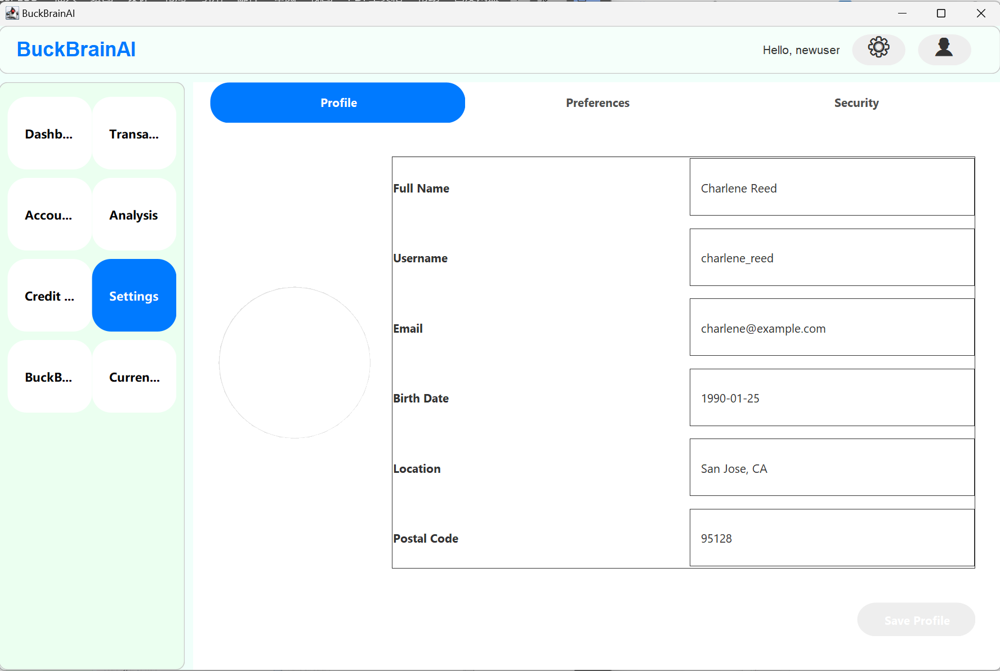 BuckBrainAI
BuckBrainAI
Hello, newuser
Profile
Preferences
Security
Dashb...
Transa...
Accou...
Analysis
Credit ...
Settings
BuckB...
Curren...
Full Name
Charlene Reed
Username
charlene_reed
Email
charlene@example.com
Birth Date
1990-01-25
Location
San Jose, CA
Postal Code
95128
Save Profile